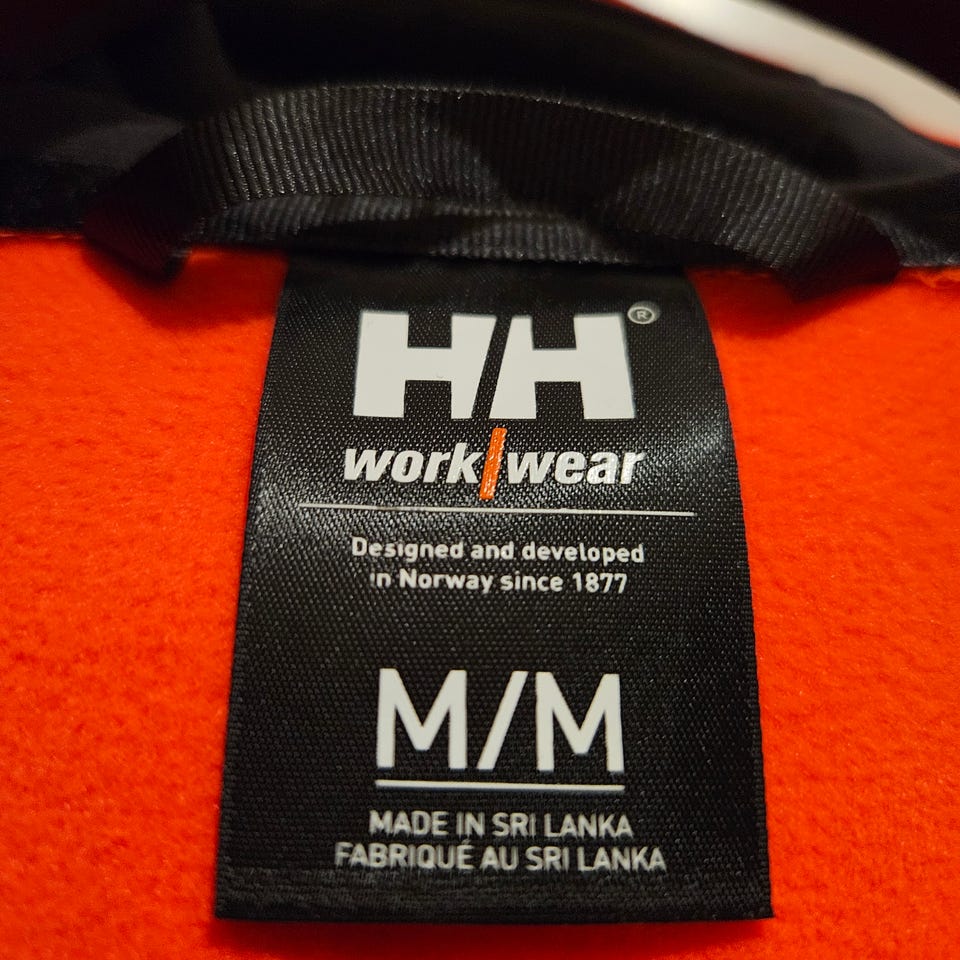 HH®
work/wear
Designed and developed
in Norway since 1877
M/M
MADE IN SRI LANKA
FABRIQUÉ AU SRI LANKA